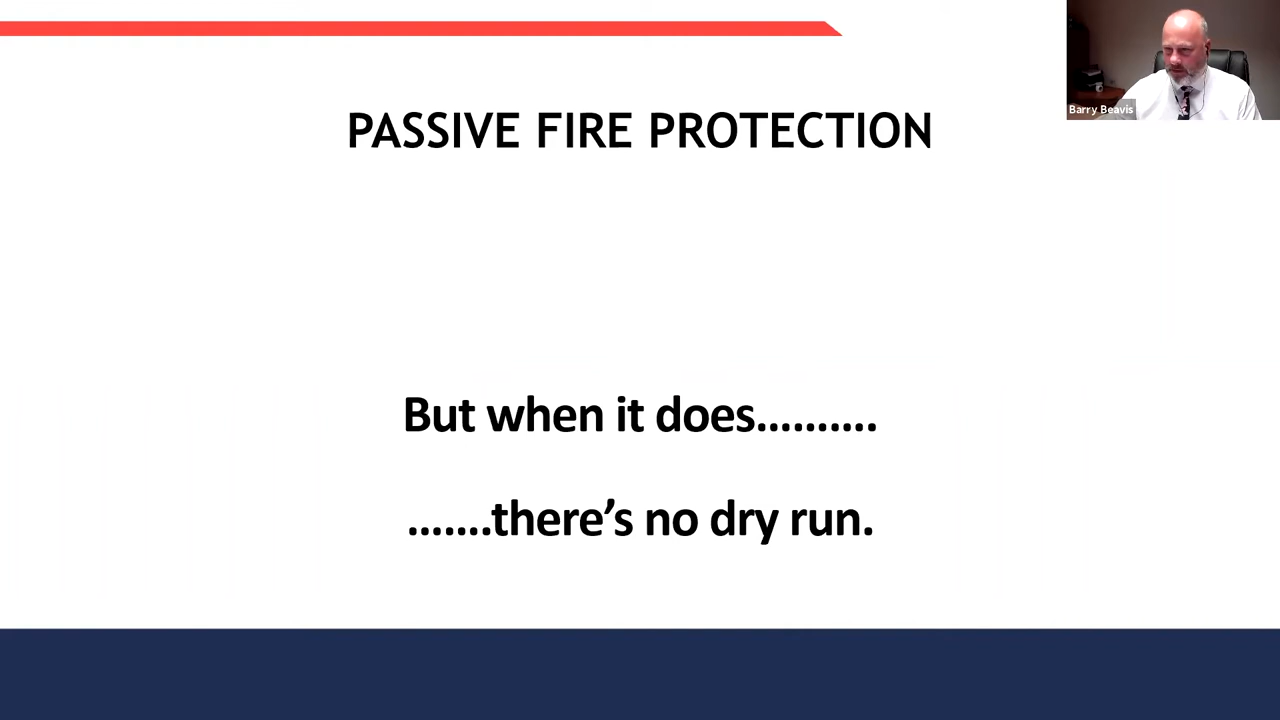 Barry Beavis
PASSIVE FIRE PROTECTION
But when it does..........
.......there’s no dry run.